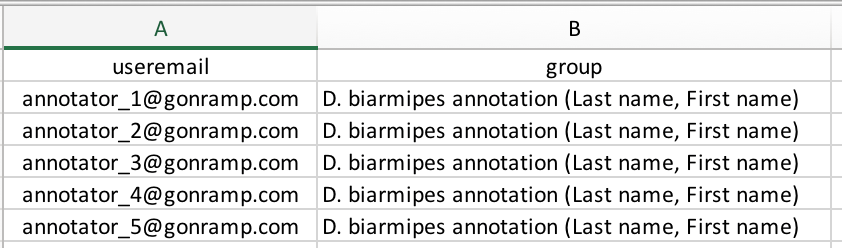 A B
useremail group
annotator_1@gonramp.com D. biarmipes annotation (Last name, First name)
annotator_2@gonramp.com D. biarmipes annotation (Last name, First name)
annotator_3@gonramp.com D. biarmipes annotation (Last name, First name)
annotator_4@gonramp.com D. biarmipes annotation (Last name, First name)
annotator_5@gonramp.com D. biarmipes annotation (Last name, First name)